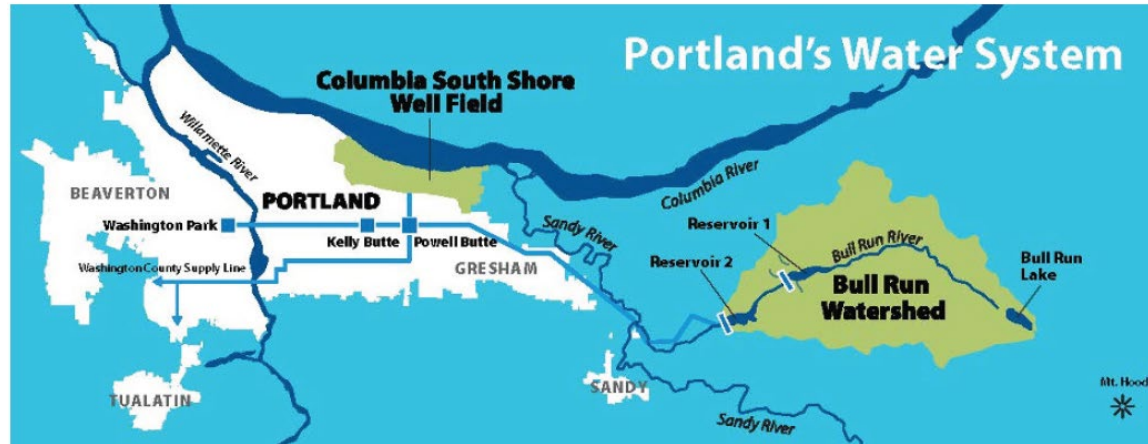 Portland's Water System
Columbia South Shore
Well Field
Willamette River
BEAVERTON
PORTLAND
Washington Park
Kelly Butte
Powell Butte
Washington County Supply Line
GRESHAM
Sandy River
Columbia River
Reservoir 1
Reservoir 2
Bull Run River
Bull Run
Lake
Bull Run
Watershed
TUALATIN
SANDY
Sandy River
Mt. Hood